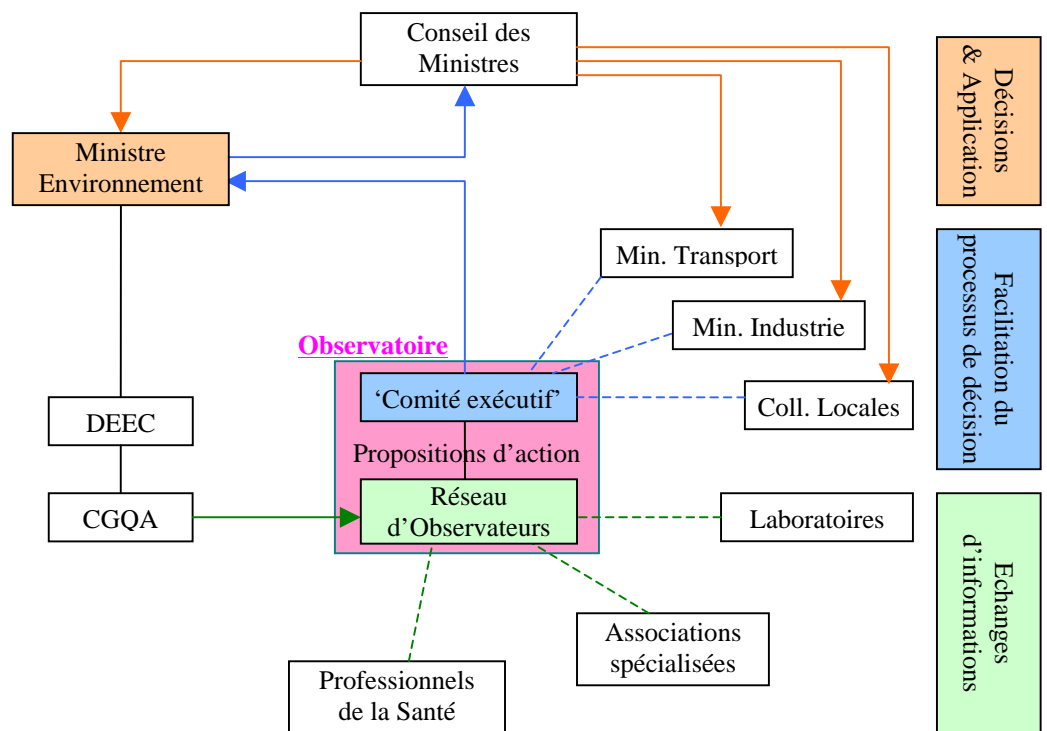 Conseil des
Ministres
Décisions
& Application
Ministre
Environnement
Min. Transport
Facilitation du
processus de décision
Min. Industrie
Observatoire
‘Comité exécutif’
Coll. Locales
DEEC
Propositions d’action
CGQA
Réseau
d’Observateurs
Laboratoires
Echanges
d’informations
Associations
spécialisées
Professionnels
de la Santé